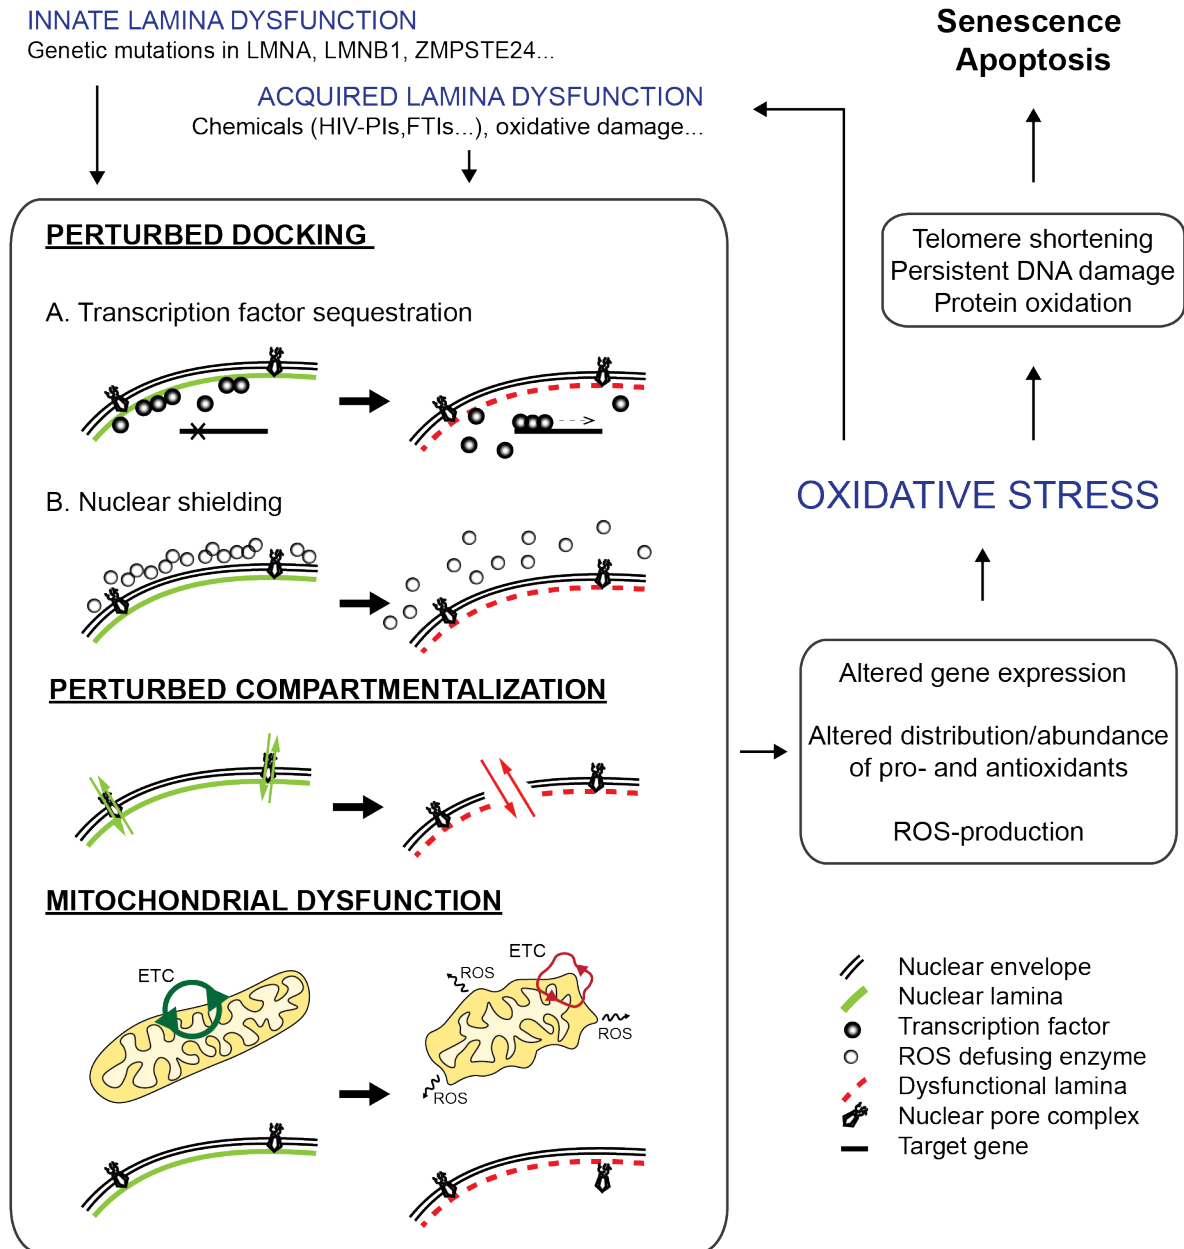 INNATE LAMINA DYSFUNCTION
Genetic mutations in LMNA, LMNB1, ZMPSTE24...
ACQUIRED LAMINA DYSFUNCTION
Chemicals (HIV-PIs,FTIs...), oxidative damage...
PERTURBED DOCKING
A. Transcription factor sequestration
B. Nuclear shielding
PERTURBED COMPARTMENTALIZATION
MITOCHONDRIAL DYSFUNCTION
ETC
ETC
ROS
ROS
ROS
Senescence
Apoptosis
Telomere shortening
Persistent DNA damage
Protein oxidation
OXIDATIVE STRESS
Altered gene expression
Altered distribution/abundance
of pro- and antioxidants
ROS-production
Nuclear envelope
Nuclear lamina
Transcription factor
ROS defusing enzyme
Dysfunctional lamina
Nuclear pore complex
Target gene